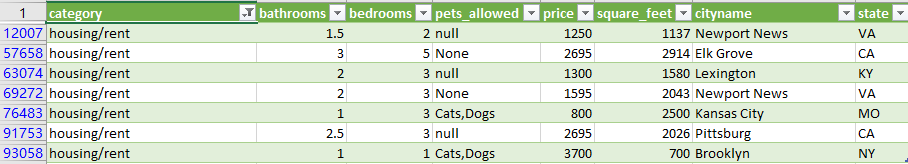 1 category bathrooms bedrooms pets_allowed price square_feet cityname state
12007 housing/rent 1.5 2 null 1250 1137 Newport News VA
57658 housing/rent 3 5 None 2695 2914 Elk Grove CA
63074 housing/rent 2 3 null 1300 1580 Lexington KY
69272 housing/rent 2 3 None 1595 2043 Newport News VA
76483 housing/rent 1 3 Cats,Dogs 800 2500 Kansas City MO
91753 housing/rent 2.5 3 null 2695 2026 Pittsburg CA
93058 housing/rent 1 1 Cats,Dogs 3700 700 Brooklyn NY